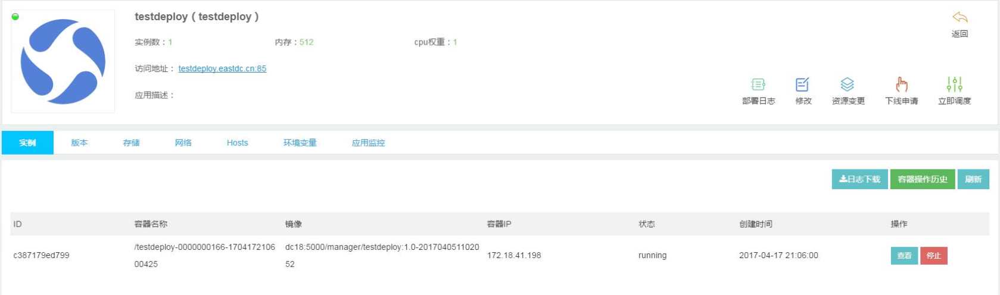 testdeploy ( testdeploy )
返回
实例数：1 内存：512 cpu权重：1
访问地址： testdeploy.eastdc.cn:85
应用描述：
部署日志 修改 资源变更 下线申请 立即调度
实例 版本 存储 网络 Hosts 环境变量 应用监控
日志下载 容器操作历史 刷新
ID 容器名称 镜像 容器IP 状态 创建时间 操作
/testdeploy-0000000166-1704172106 dc18:5000/manager/testdeploy:1.0-2017040511020
c387179ed799 172.18.41.198 running 2017-04-17 21:06:00 查看 停止
00425 52